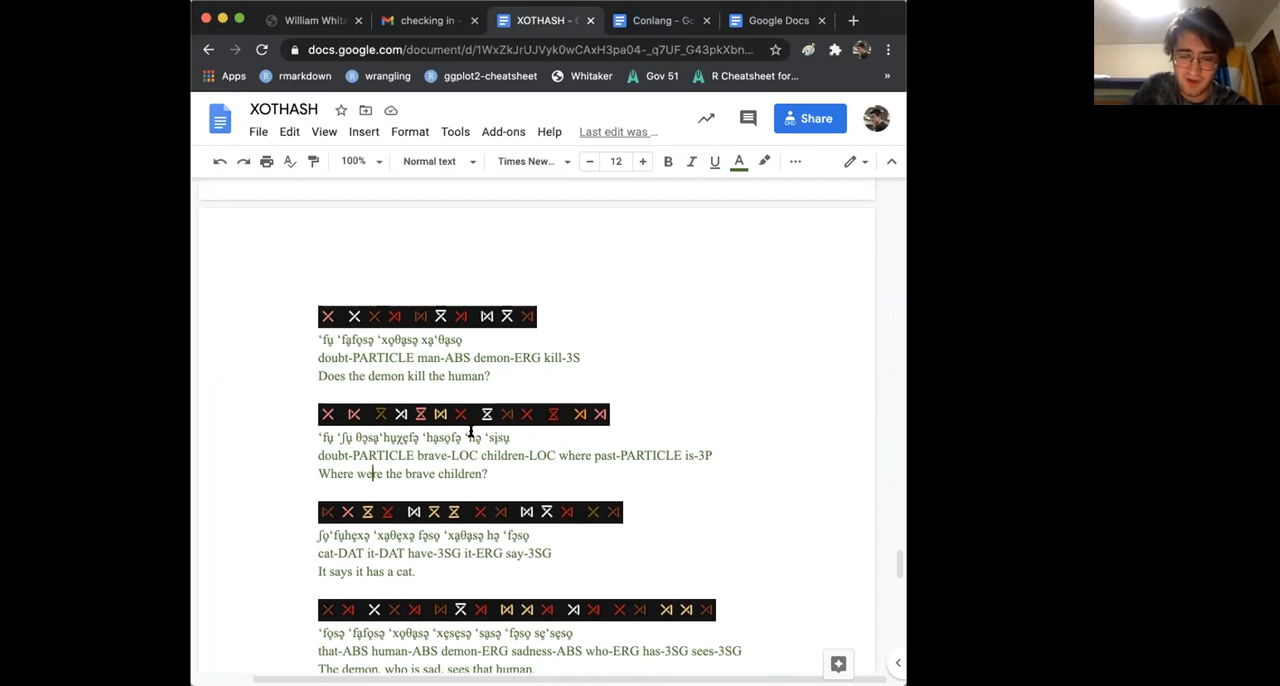 William Whit
checking in -
XOTHASH - G
Conlang - Go
Google Docs
docs.google.com/document/d/1WxZkJrUJVyk0wCAxH3pa04-_q7UF_G43pkXbn...
Apps rmarkdown wrangling ggplot2-cheatsheet Whitaker Gov 51 R Cheatsheet for... »
XOTHASH
Share
File Edit View Insert Format Tools Add-ons Help Last edit was ...
100% Normal text Times New... 12 B I U A
doubt-PARTICLE man-ABS demon-ERG kill-3S
Does the demon kill the human?
doubt-PARTICLE brave-LOC children-LOC where past-PARTICLE is-3P
Where were the brave children?
cat-DAT it-DAT have-3SG it-ERG say-3SG
It says it has a cat.
that-ABS human-ABS demon-ERG sadness-ABS who-ERG has-3SG sees-3SG
The demon, who is sad, sees that human.